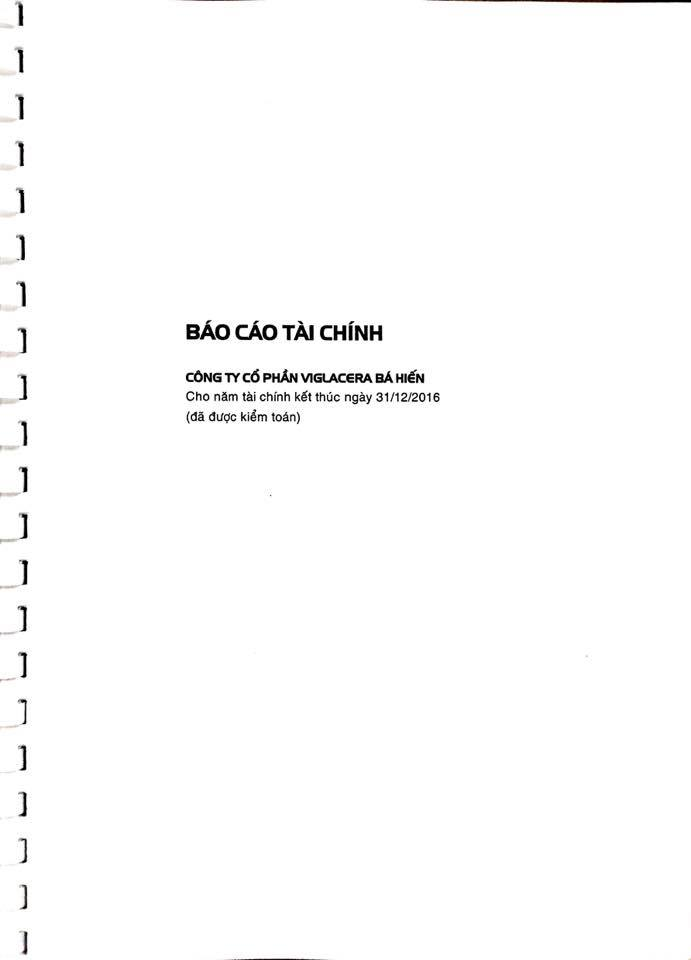 BÁO CÁO TÀI CHÍNH
CÔNG TY CỔ PHẦN VIGLACERA BÁ HIẾN
Cho năm tài chính kết thúc ngày 31/12/2016
(đã được kiểm toán)